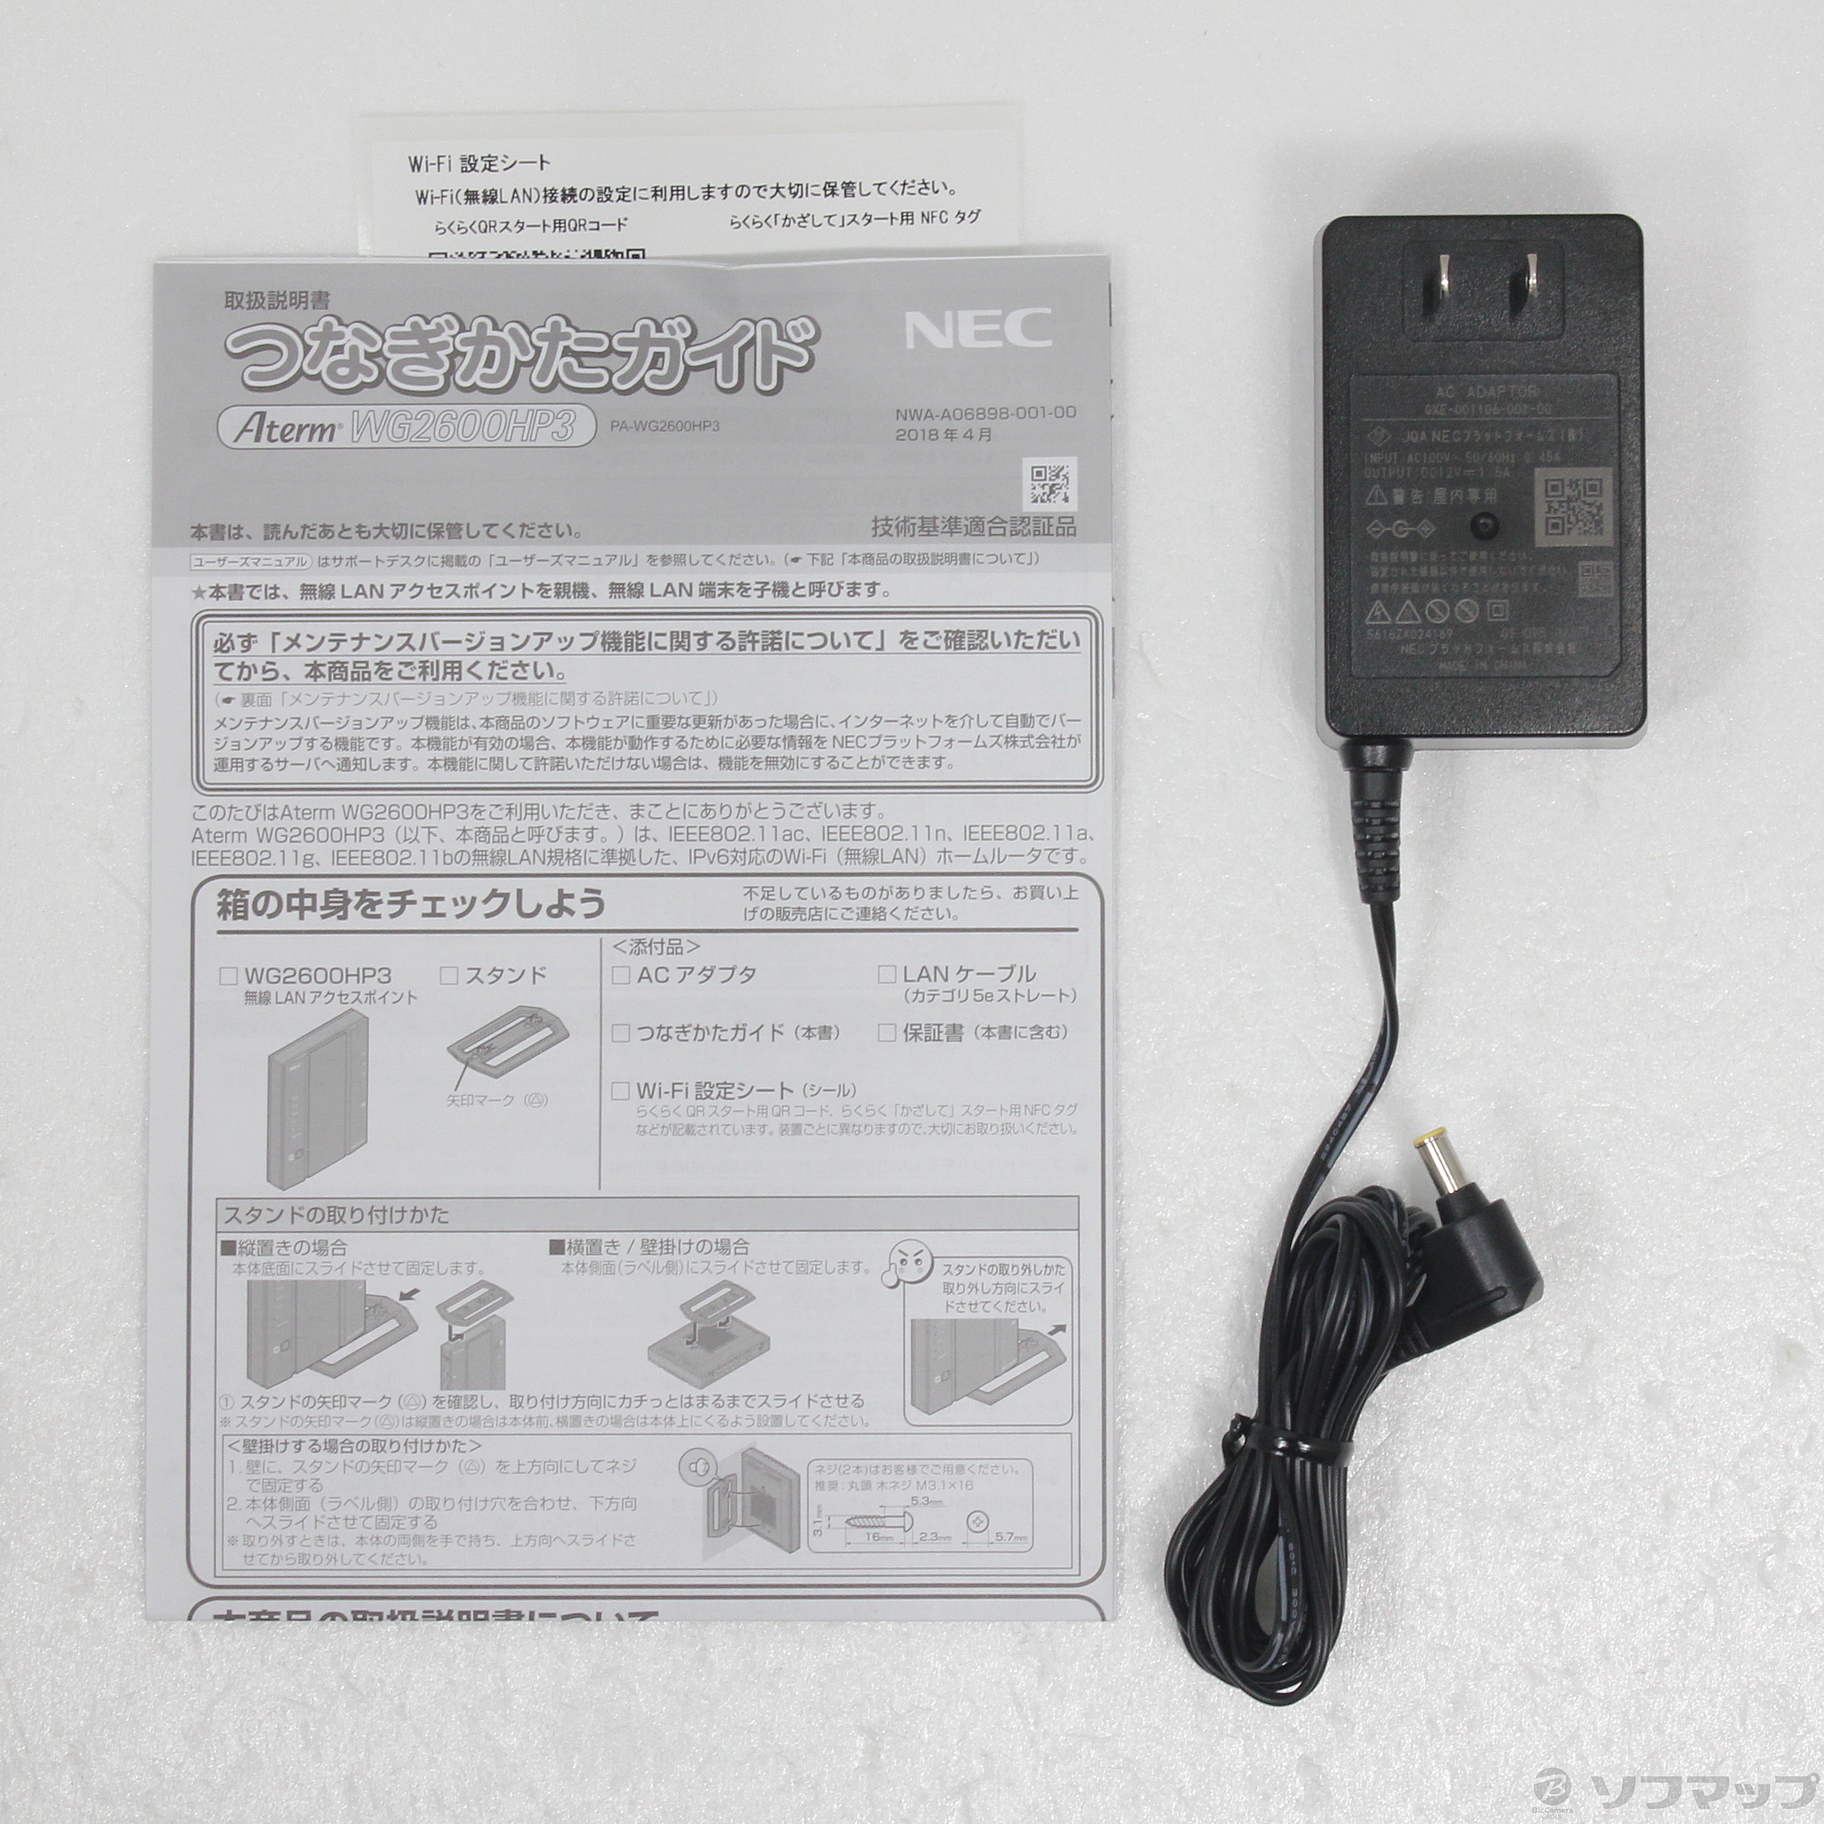 Wi-Fi 設定シート
Wi-Fi(無線LAN)接続の設定に利用しますので大切に保管してください。
らくらくQRスタート用QRコード
らくらく「かざして」スタート用 NFC タグ
取扱説明書
つなぎかたガイド
NEC
Aterm WG2600HP3
PA-WG2600HP3
NWA-A06898-001-00
2018年4月
本書は、読んだあとも大切に保管してください。
技術基準適合認証品
ユーザーズマニュアル はサポートデスクに掲載の「ユーザーズマニュアル」を参照してください。(☛ 下記「本商品の取扱説明書について」)
★本書では、無線 LAN アクセスポイントを親機、無線 LAN 端末を子機と呼びます。
必ず「メンテナンスバージョンアップ機能に関する許諾について」をご確認いただい
てから、本商品をご利用ください。
(☛ 裏面「メンテナンスバージョンアップ機能に関する許諾について」)
メンテナンスバージョンアップ機能は、本商品のソフトウェアに重要な更新があった場合に、インターネットを介して自動でバー
ジョンアップする機能です。本機能が有効の場合、本機能が動作するために必要な情報をNECプラットフォームズ株式会社が
運用するサーバへ通知します。本機能に関して許諾いただけない場合は、機能を無効にすることができます。
このたびはAterm WG2600HP3をご利用いただき、まことにありがとうございます。
Aterm WG2600HP3(以下、本商品と呼びます。)は、IEEE802.11ac、IEEE802.11n、IEEE802.11a、
IEEE802.11g、IEEE802.11bの無線LAN規格に準拠した、IPv6対応のWi-Fi(無線LAN)ホームルータです。
箱の中身をチェックしよう
不足しているものがありましたら、お買い上
げの販売店にご連絡ください。
□ WG2600HP3
無線 LAN アクセスポイント
□ スタンド
矢印マーク(△)
<添付品>
□ AC アダプタ
□ LAN ケーブル
(カテゴリ5eストレート)
□ つなぎかたガイド(本書)
□ 保証書(本書に含む)
□ Wi-Fi 設定シート(シール)
らくらく QR スタート用 QR コード、らくらく「かざして」スタート用 NFC タグ
などが記載されています。装置ごとに異なりますので、大切にお取り扱いください。
スタンドの取り付けかた
■縦置きの場合
本体底面にスライドさせて固定します。
■横置き / 壁掛けの場合
本体側面(ラベル側)にスライドさせて固定します。
スタンドの取り外しかた
取り外し方向にスライ
ドさせてください。
① スタンドの矢印マーク(△)を確認し、取り付け方向にカチっとはまるまでスライドさせる
※ スタンドの矢印マーク(△)は縦置きの場合は本体前、横置きの場合は本体上にくるよう設置してください。
<壁掛けする場合の取り付けかた>
1. 壁に、スタンドの矢印マーク(△)を上方向にしてネジ
で固定する
2. 本体側面(ラベル側)の取り付け穴を合わせ、下方向
へスライドさせて固定する
※ 取り外すときは、本体の両側を手で持ち、上方向へスライドさ
せてから取り外してください。
ネジ(2本)はお客様でご用意ください。
推奨：丸頭 木ネジ M3.1×16
5.3mm
3.1mm
16mm
2.3mm
5.7mm
本商品の取扱説明書について
AC ADAPTOR
JQA NECプラットフォームズ(株)
INPUT AC100V~ 50/60Hz 0.45A
OUTPUT DC12V 1.5A
警告 屋内専用
NECプラットフォームズ株式会社
MADE IN CHINA
BicCamera GROUP
ソフマップ